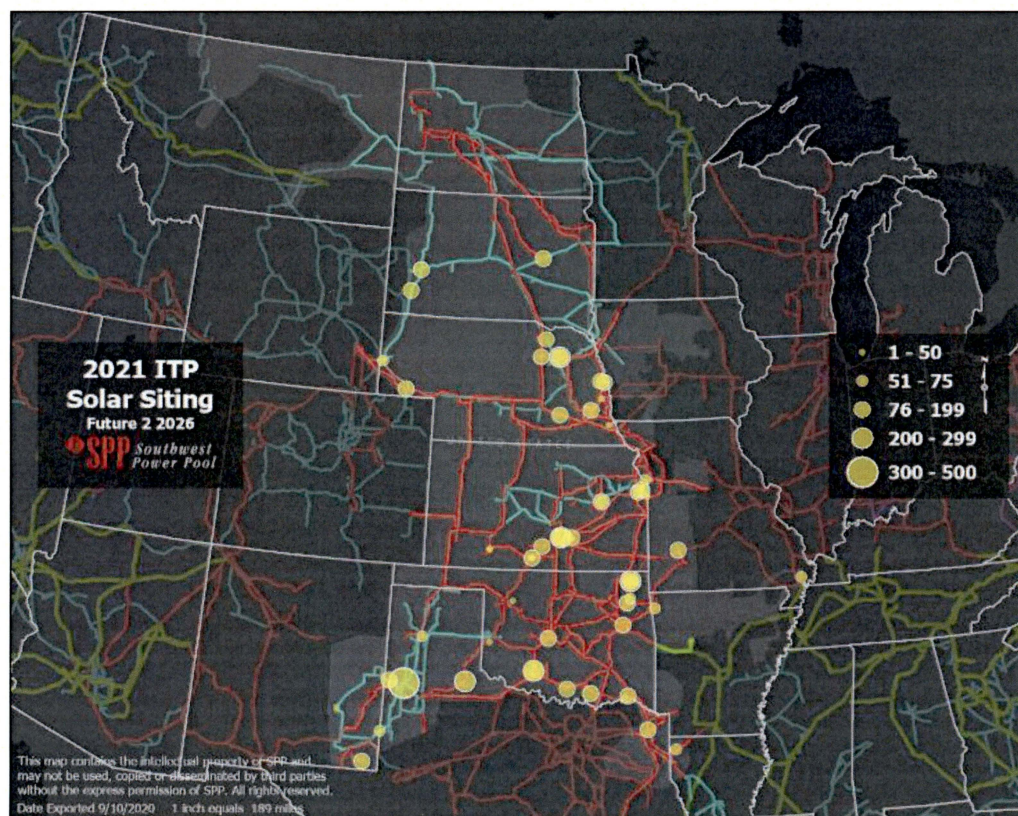 2021 ITP
Solar Siting
Future 2 2026
SPP Southwest
Power Pool
1 - 50
51 - 75
76 - 199
200 - 299
300 - 500
This map contains the intellectual property of SPP and
may not be used, copied or disseminated by third parties
without the express permission of SPP. All rights reserved.
Date Exported 9/10/2020 1 inch equals 189 miles